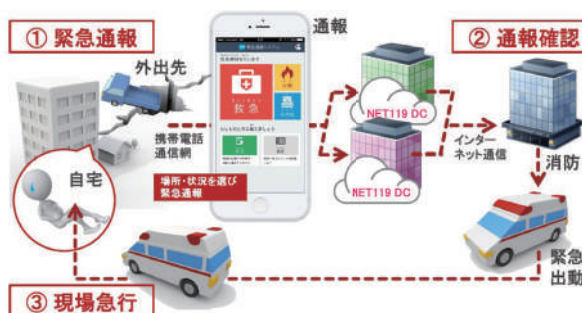 ① 緊急通報
外出先
自宅
携帯電話
通信網
場所・状況を選び
緊急通報
通報
救急
NET119 DC
NET119 DC
② 通報確認
インター
ネット通信
消防
緊急
出動
③ 現場急行